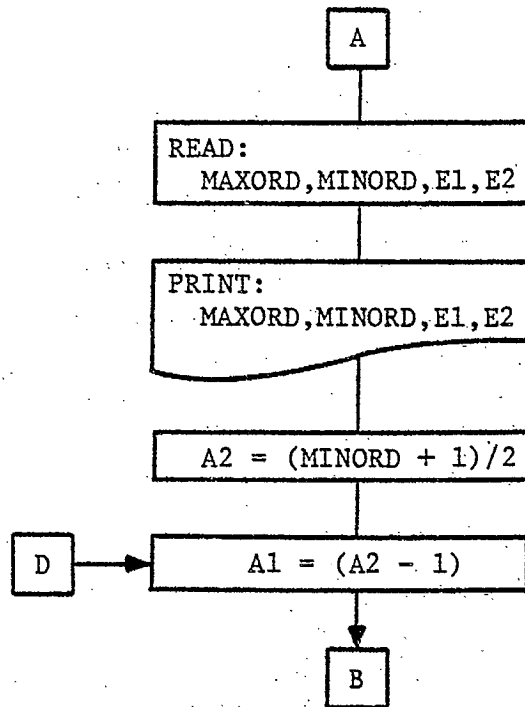 A
READ:
MAXORD,MINORD,E1,E2
PRINT:
MAXORD,MINORD,E1,E2
A2 = (MINORD + 1)/2
D
A1 = (A2 - 1)
B